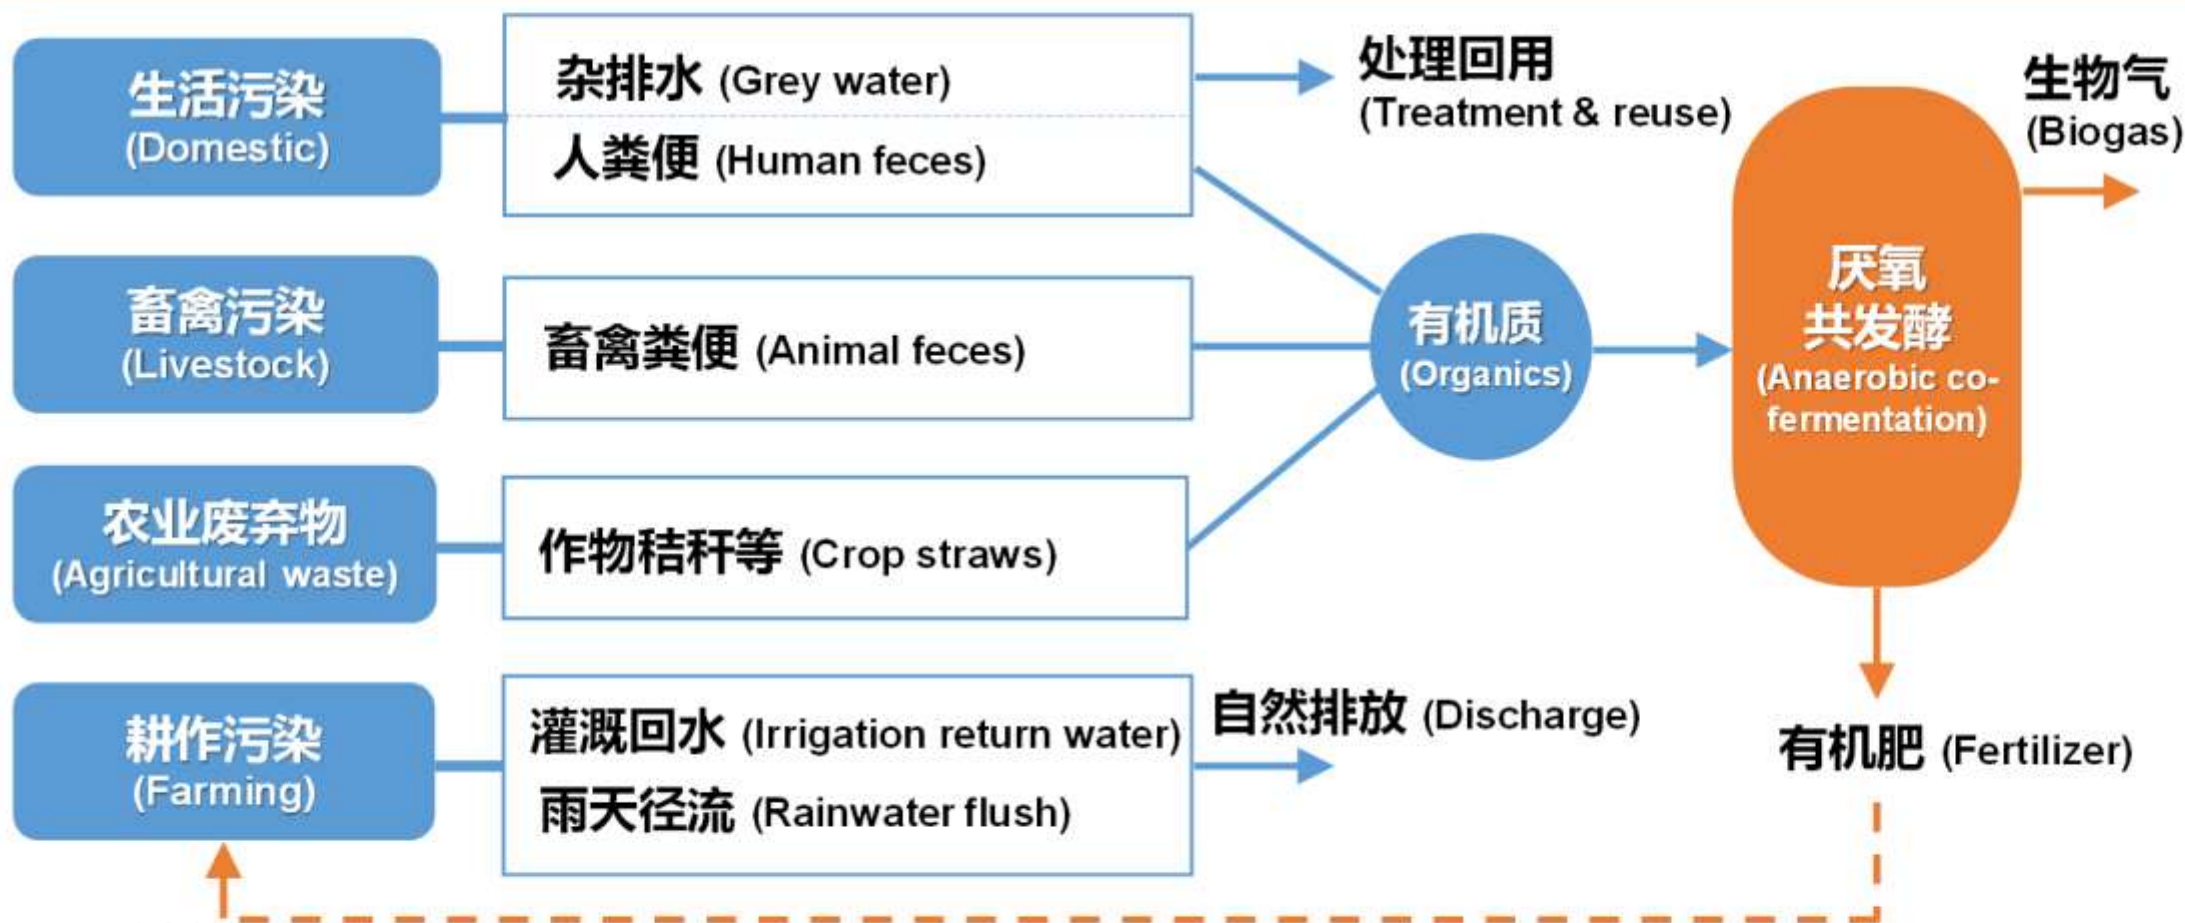 生活污染
(Domestic)
杂排水 (Grey water)
人粪便 (Human feces)
处理回用
(Treatment & reuse)
生物气
(Biogas)
畜禽污染
(Livestock)
畜禽粪便 (Animal feces)
有机质
(Organics)
厌氧
共发酵
(Anaerobic co-
fermentation)
农业废弃物
(Agricultural waste)
作物秸秆等 (Crop straws)
耕作污染
(Farming)
灌溉回水 (Irrigation return water)
雨天径流 (Rainwater flush)
自然排放 (Discharge)
有机肥 (Fertilizer)